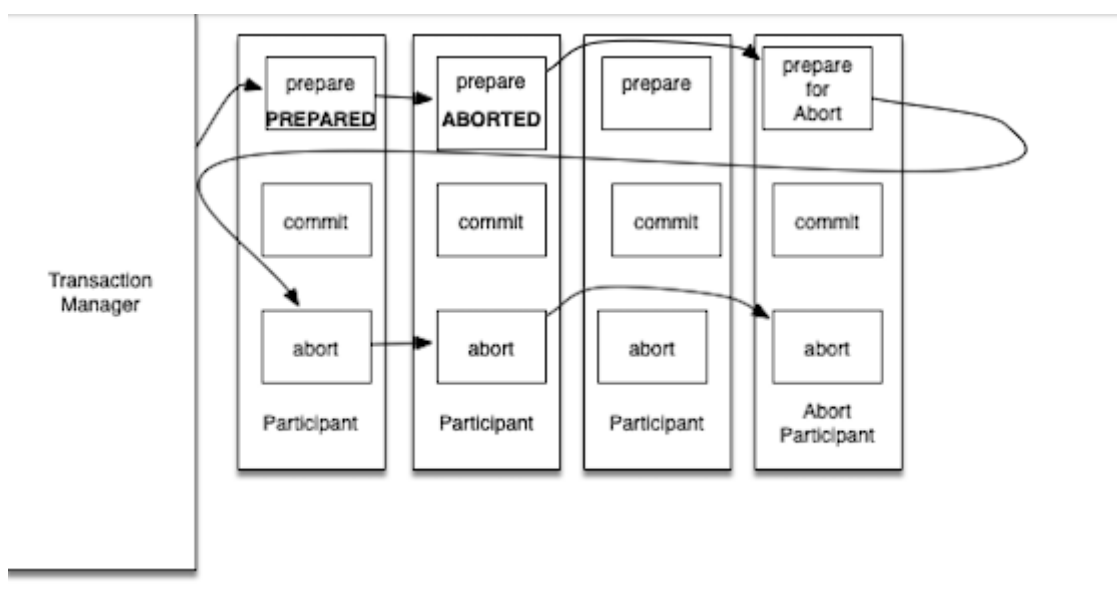 Transaction
Manager
prepare
PREPARED
commit
abort
Participant
prepare
ABORTED
commit
abort
Participant
prepare
commit
abort
Participant
prepare
for
Abort
commit
abort
Abort
Participant